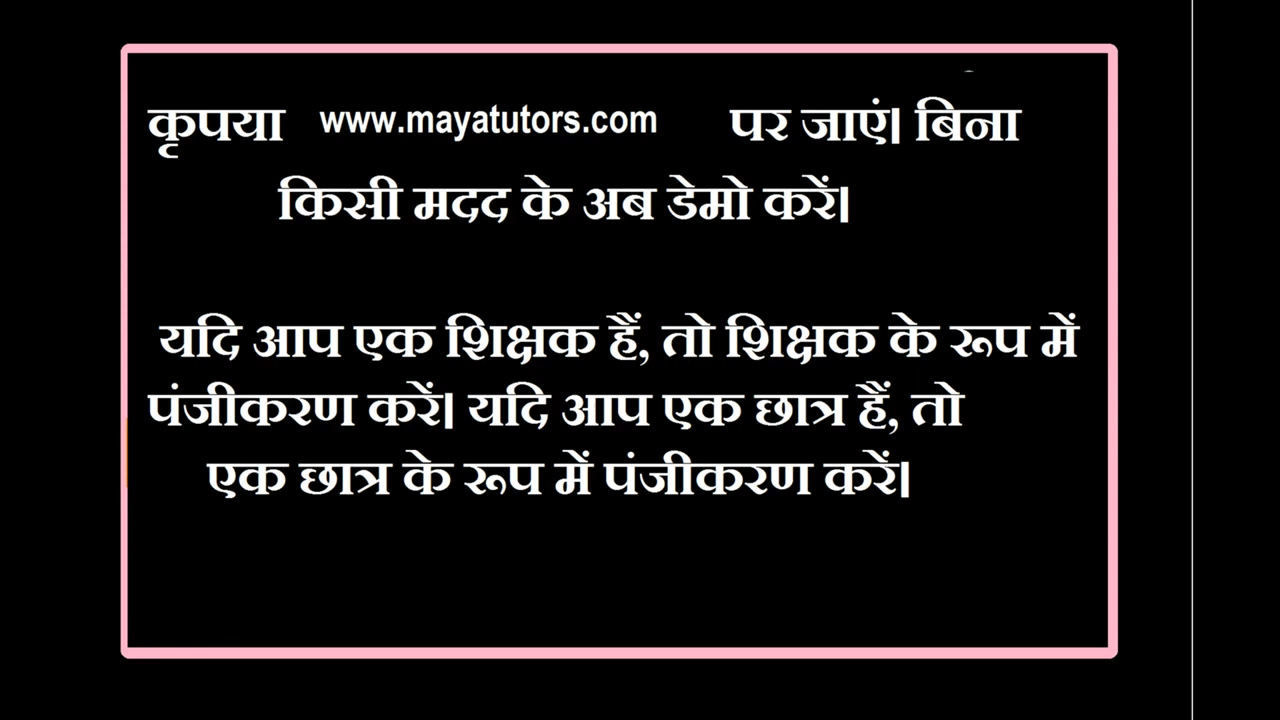 कृपया www.mayatutors.com पर जाएं। बिना
किसी मदद के अब डेमो करें।
यदि आप एक शिक्षक हैं, तो शिक्षक के रूप में
पंजीकरण करें। यदि आप एक छात्र हैं, तो
एक छात्र के रूप में पंजीकरण करें।